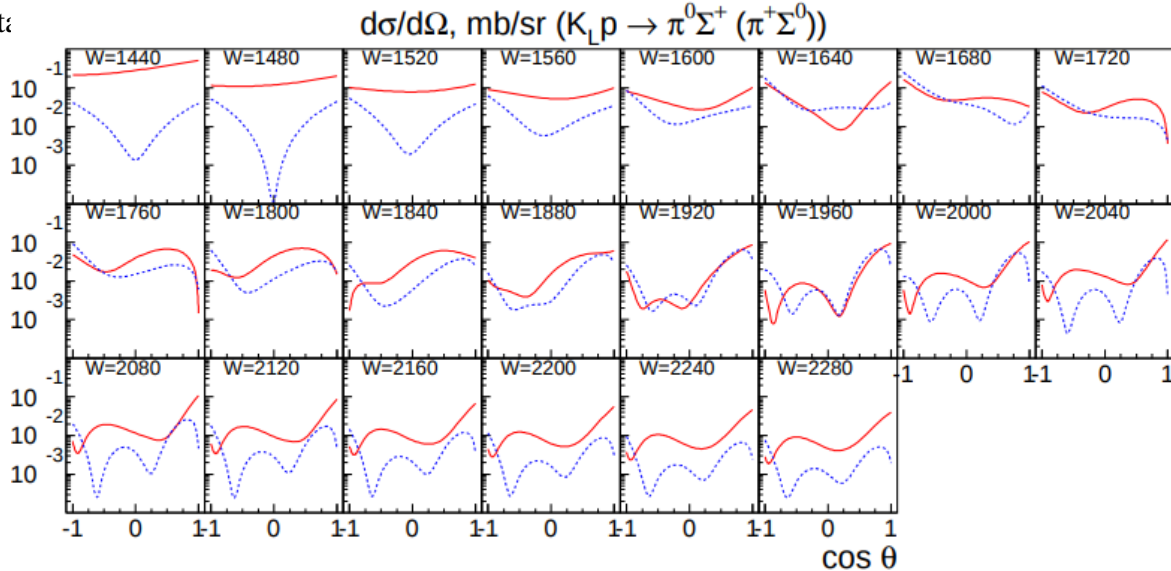 dσ/dΩ, mb/sr (K_L p → π⁰Σ⁺ (π⁺Σ⁰))
W=1440 W=1480 W=1520 W=1560 W=1600 W=1640 W=1680 W=1720
10⁻¹
10⁻²
10⁻³
W=1760 W=1800 W=1840 W=1880 W=1920 W=1960 W=2000 W=2040
10⁻¹
10⁻²
10⁻³
W=2080 W=2120 W=2160 W=2200 W=2240 W=2280 -1 0 1 -1 0 1
10⁻¹
10⁻²
10⁻³
-1 0 1 -1 0 1 -1 0 1 -1 0 1 -1 0 1 -1 0 1
cos θ